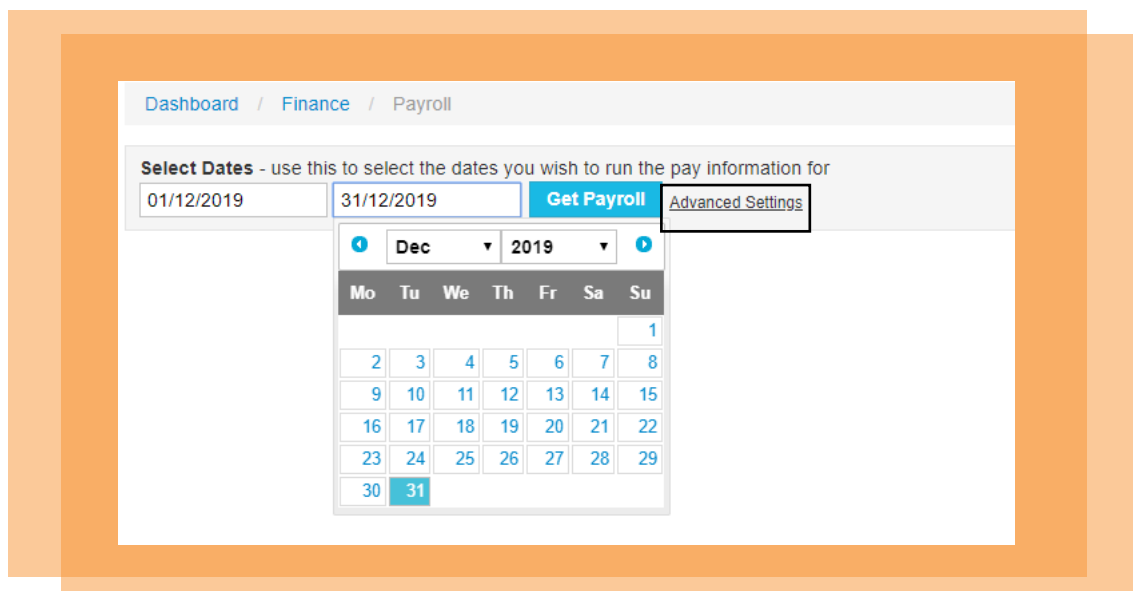 Dashboard / Finance / Payroll
Select Dates - use this to select the dates you wish to run the pay information for
01/12/2019 31/12/2019 Get Payroll Advanced Settings
Dec 2019
Mo Tu We Th Fr Sa Su
1
2 3 4 5 6 7 8
9 10 11 12 13 14 15
16 17 18 19 20 21 22
23 24 25 26 27 28 29
30 31